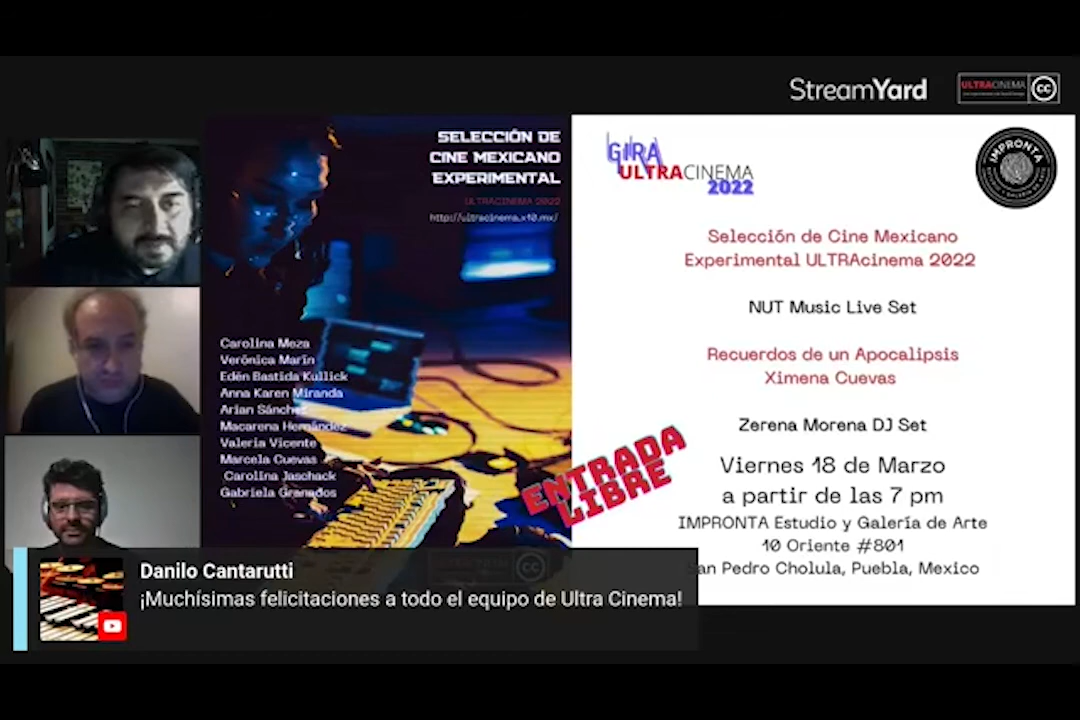 StreamYard
ULTRACINEMA
cc
SELECCIÓN DE
CINE MEXICANO
EXPERIMENTAL
ULTRACINEMA 2022
http://ultracinema.x10.mx/
Carolina Meza
Verónica Marín
Edén Bastida Kullick
Anna Karen Miranda
Arian Sánchez
Macarena Hernández
Valeria Vicente
Marcela Cuevas
Carolina Jaschack
Gabriela Granados
GIRA
ULTRACINEMA
2022
IMPRONTA
Selección de Cine Mexicano
Experimental ULTRAcinema 2022
NUT Music Live Set
Recuerdos de un Apocalipsis
Ximena Cuevas
Zerena Morena DJ Set
ENTRADA
LIBRE
Viernes 18 de Marzo
a partir de las 7 pm
IMPRONTA Estudio y Galería de Arte
10 Oriente #801
San Pedro Cholula, Puebla, Mexico
Danilo Cantarutti
¡Muchísimas felicitaciones a todo el equipo de Ultra Cinema!